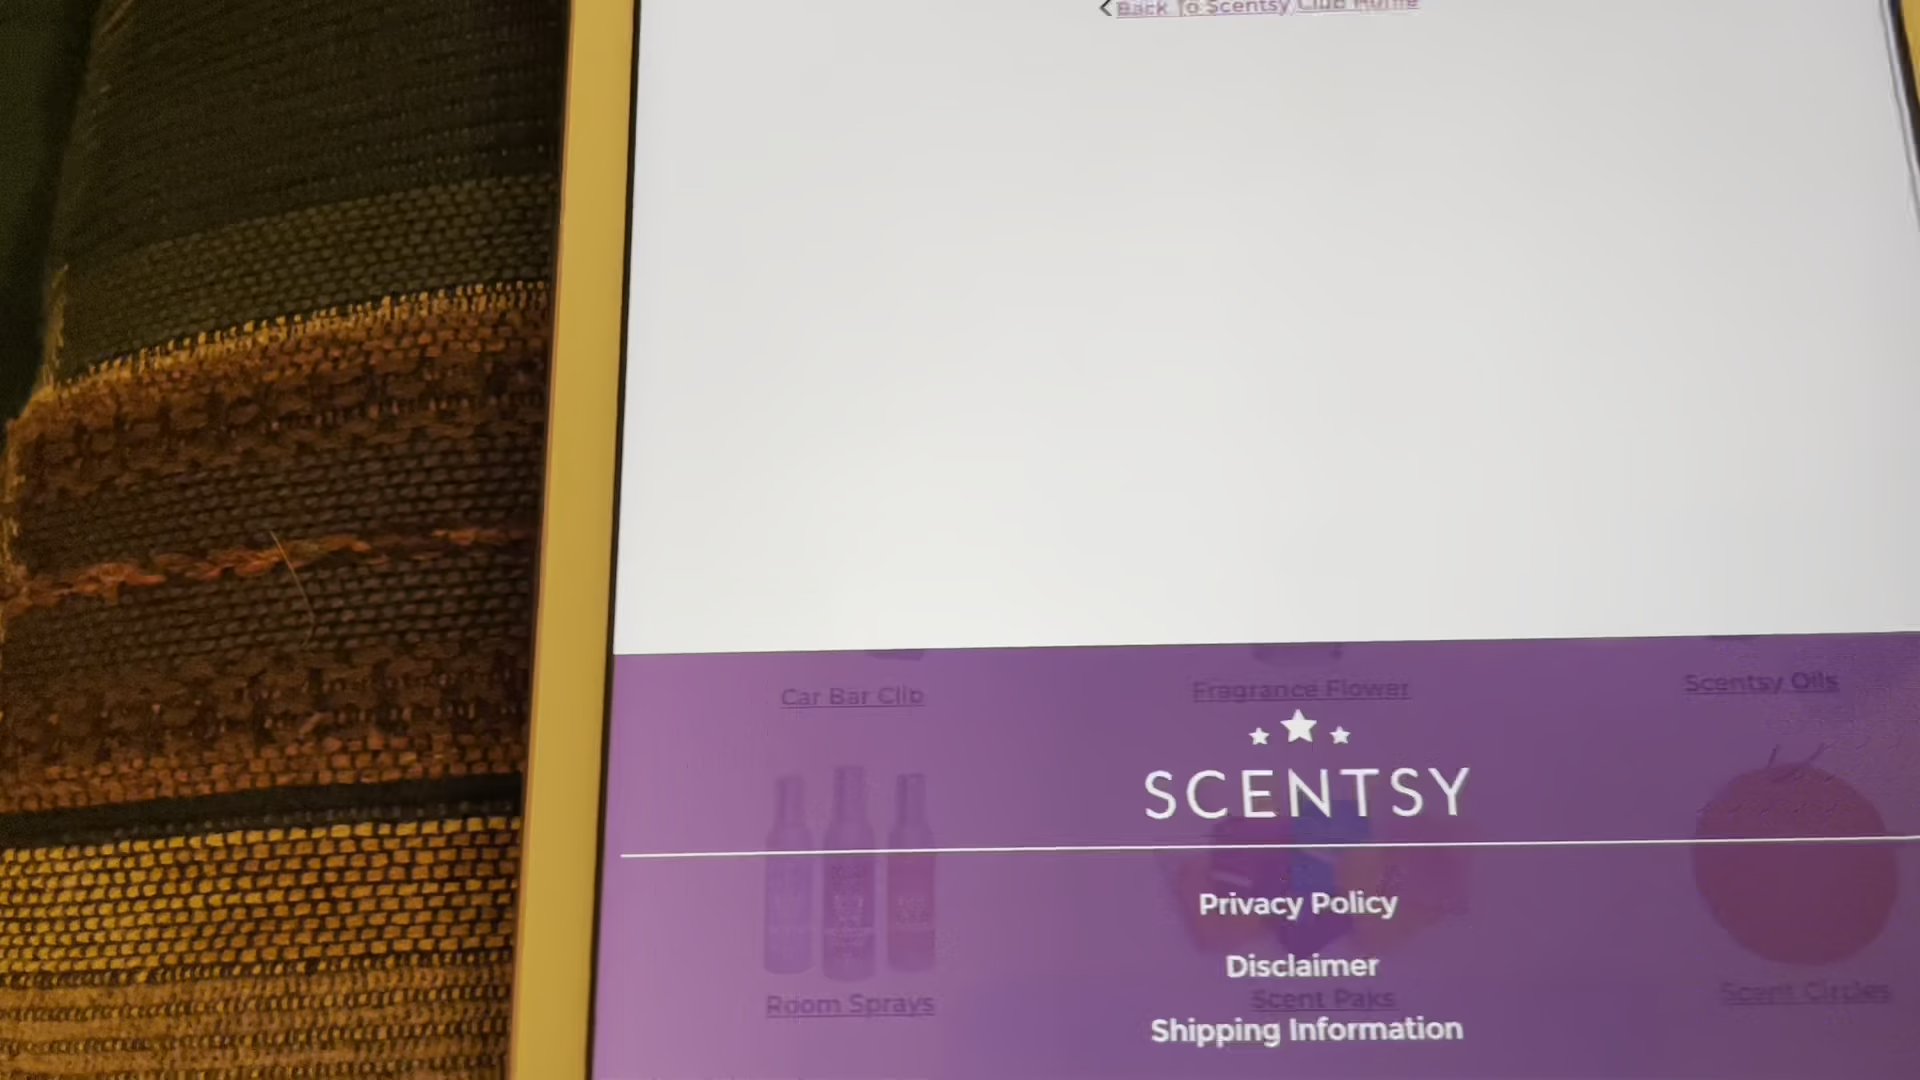 Back To Scentsy Club Home
Car Bar Clip
Fragrance Flower
Scentsy Oils
SCENTSY
Privacy Policy
Disclaimer
Room Sprays
Scent Paks
Scent Circles
Shipping Information